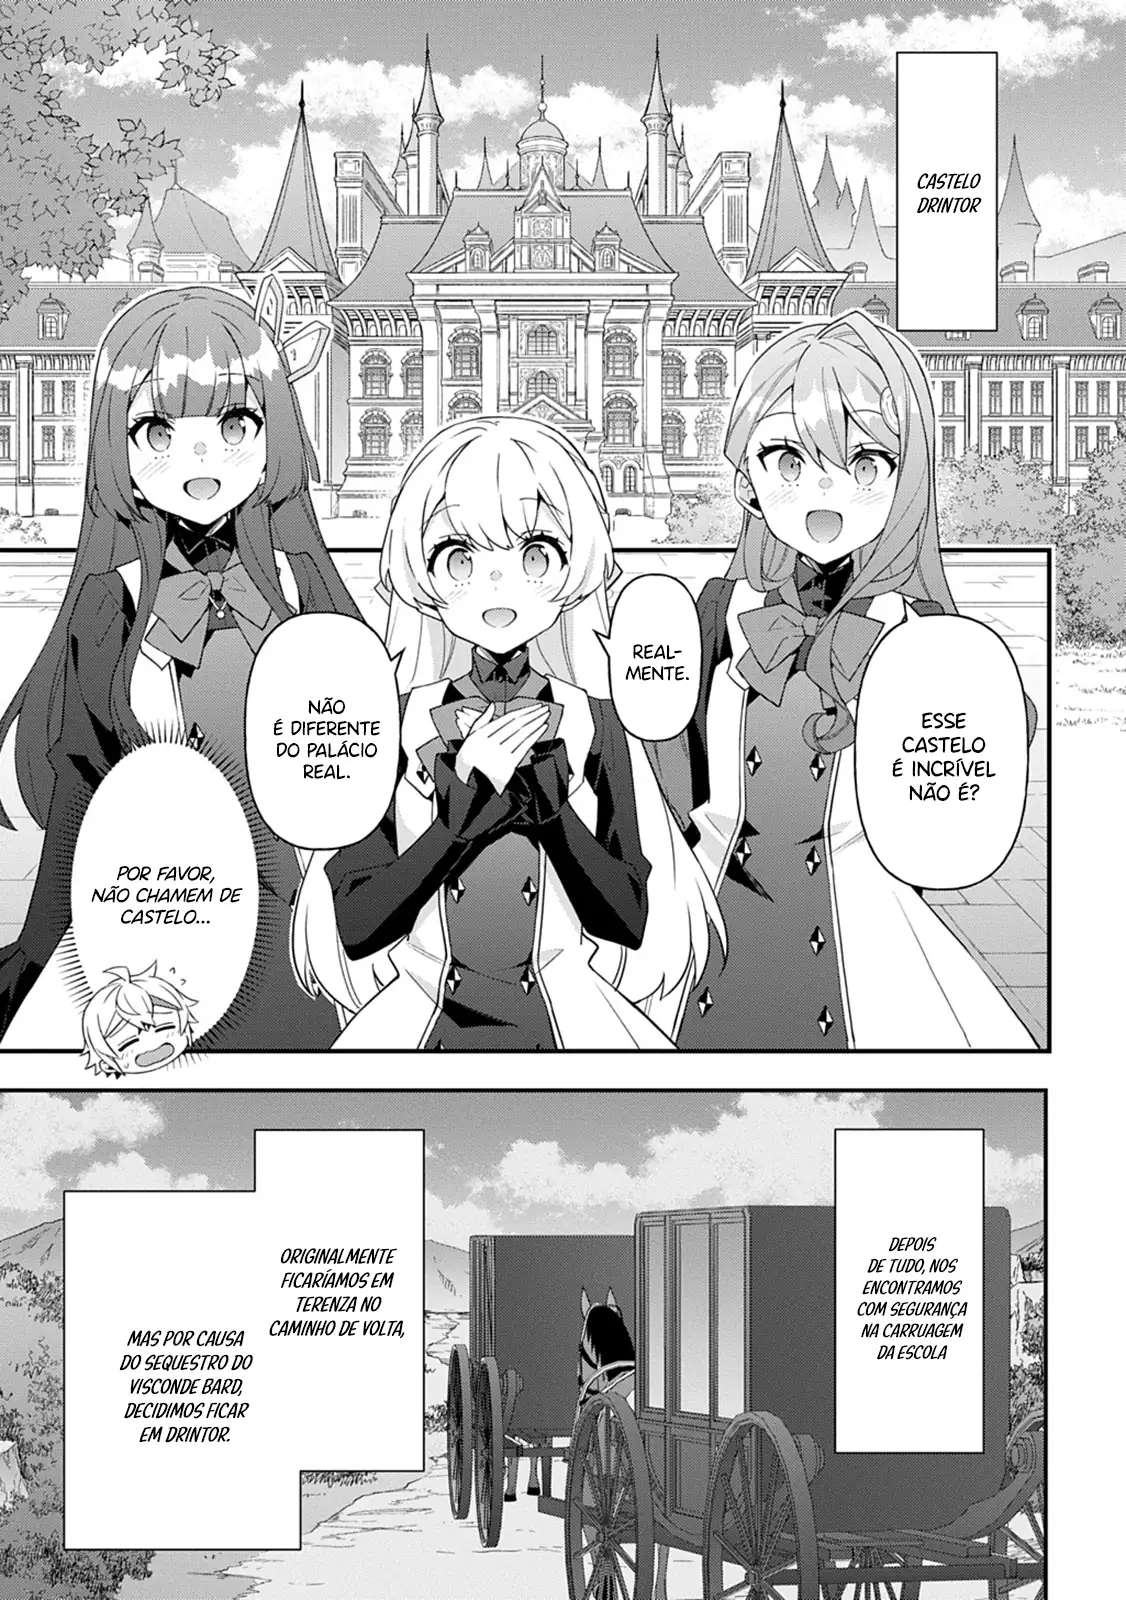 CASTELO
DRINTOR
ESSE
CASTELO
É INCRÍVEL
NÃO É?
REAL-
MENTE.
NÃO
É DIFERENTE
DO PALÁCIO
REAL.
POR FAVOR,
NÃO CHAMEM DE
CASTELO...
DEPOIS
DE TUDO, NOS
ENCONTRAMOS
COM SEGURANÇA
NA CARRUAGEM
DA ESCOLA
ORIGINALMENTE
FICARÍAMOS EM
TERENZA NO
CAMINHO DE VOLTA,
MAS POR CAUSA
DO SEQUESTRO DO
VISCONDE BARD,
DECIDIMOS FICAR
EM DRINTOR.